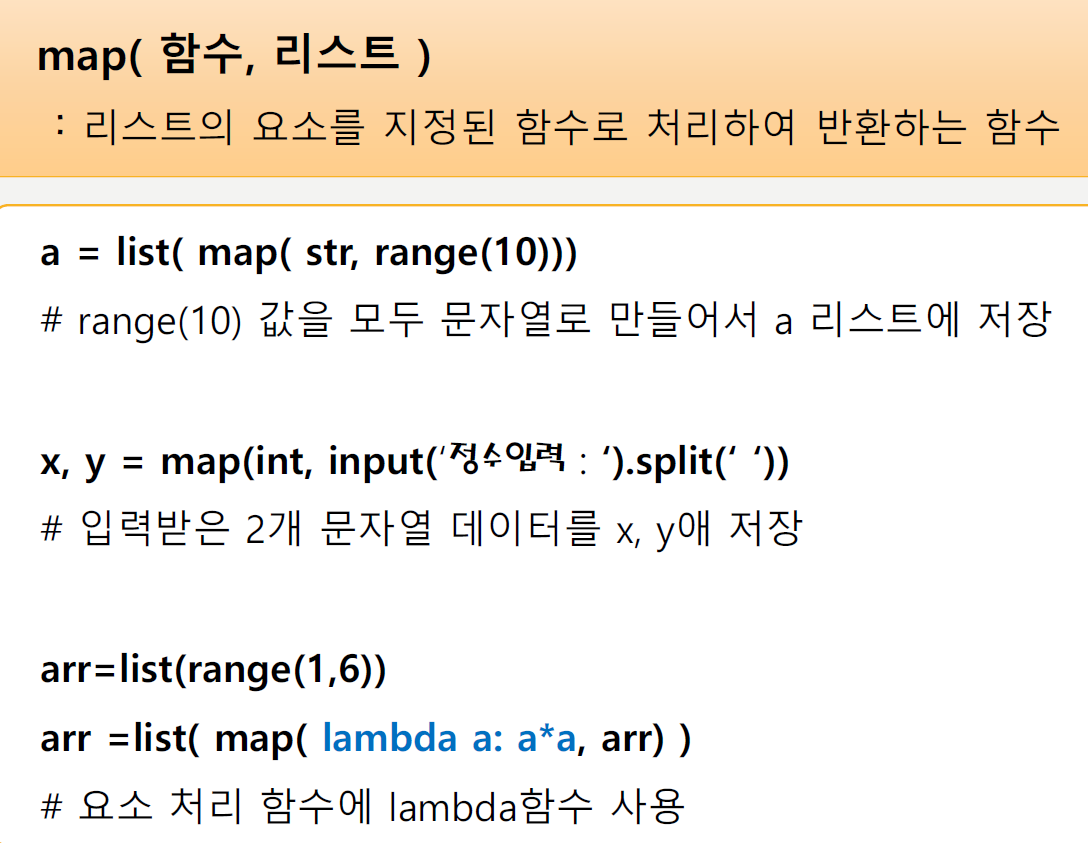 map( 함수, 리스트 )
: 리스트의 요소를 지정된 함수로 처리하여 반환하는 함수
a = list( map( str, range(10)))
# range(10) 값을 모두 문자열로 만들어서 a 리스트에 저장
x, y = map(int, input(‘정수입력 : ‘).split(‘ ‘))
# 입력받은 2개 문자열 데이터를 x, y애 저장
arr=list(range(1,6))
arr =list( map( lambda a: a*a, arr) )
# 요소 처리 함수에 lambda함수 사용